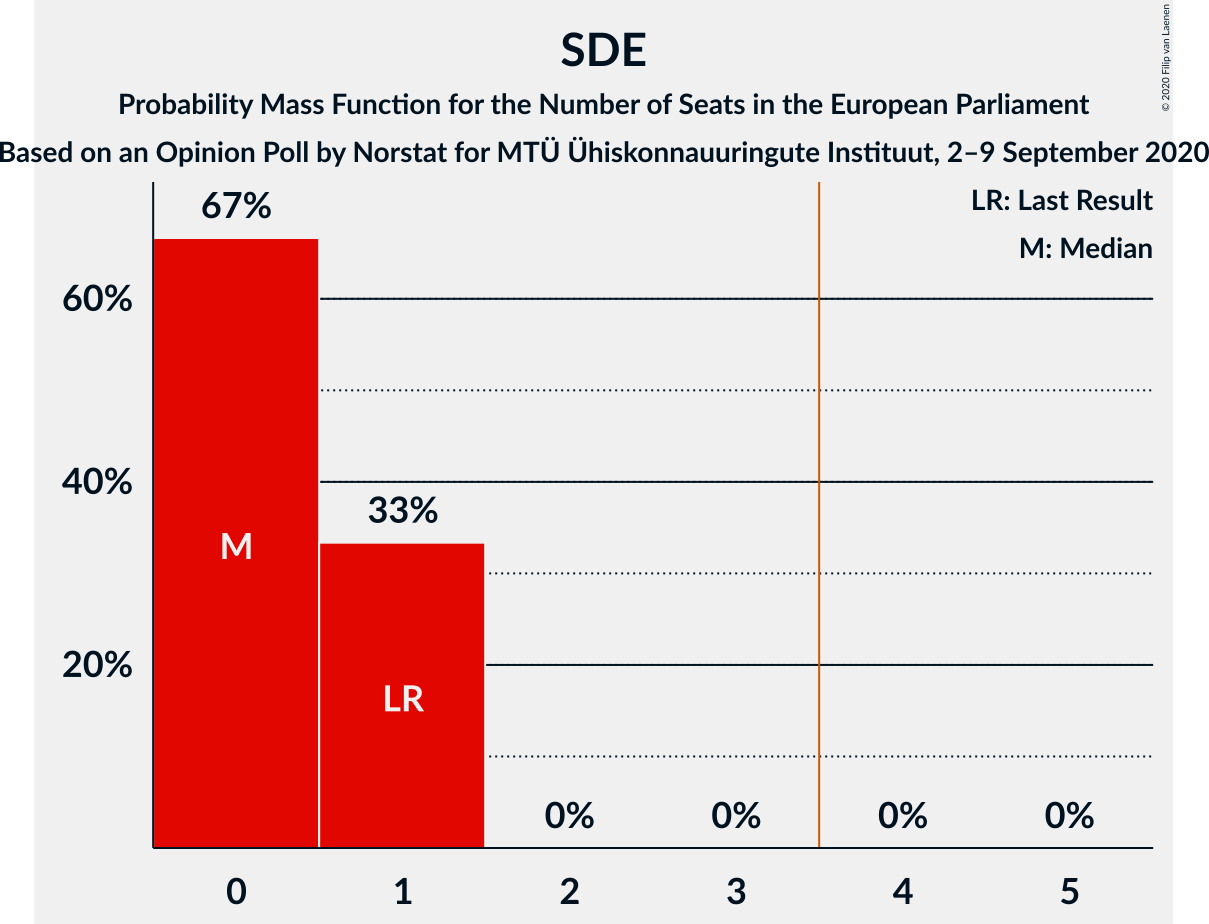 SDE
Probability Mass Function for the Number of Seats in the European Parliament
Based on an Opinion Poll by Norstat for MTÜ Ühiskonnauuringute Instituut, 2–9 September 2020
© 2020 Filip van Laenen
LR: Last Result
M: Median
67%
60%
40%
33%
M
20%
LR
0% 0% 0% 0%
0 1 2 3 4 5